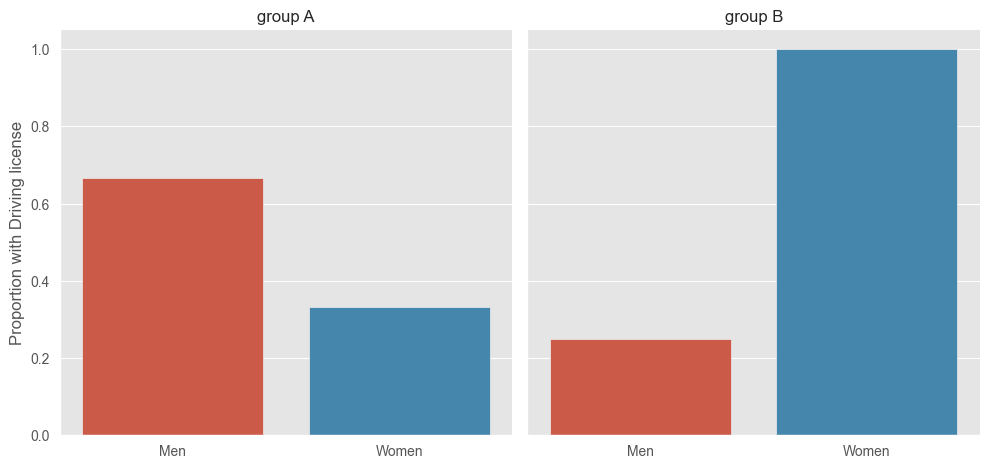 group A
group B
Proportion with Driving license
1.0
0.8
0.6
0.4
0.2
0.0
Men
Women
Men
Women